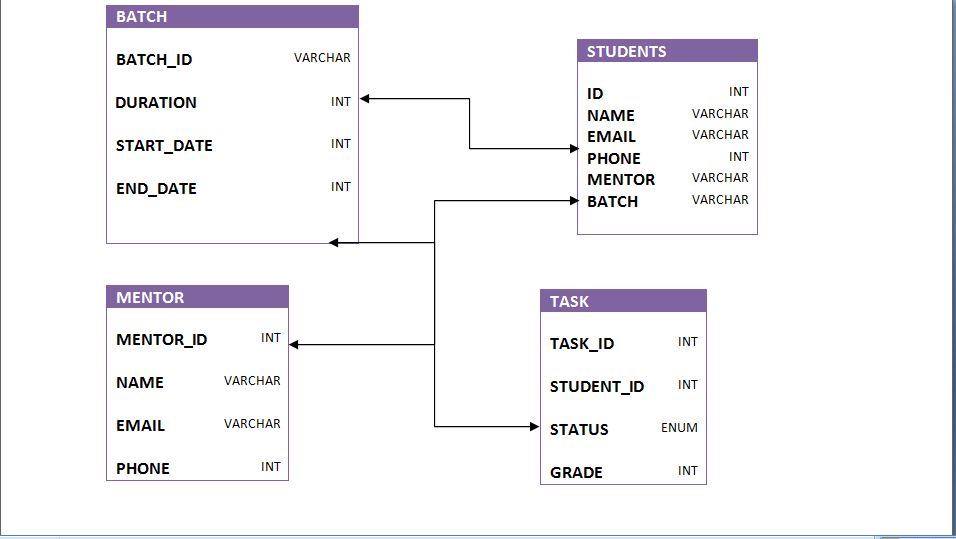 BATCH
BATCH_ID VARCHAR
DURATION INT
START_DATE INT
END_DATE INT
STUDENTS
ID INT
NAME VARCHAR
EMAIL VARCHAR
PHONE INT
MENTOR VARCHAR
BATCH VARCHAR
MENTOR
MENTOR_ID INT
NAME VARCHAR
EMAIL VARCHAR
PHONE INT
TASK
TASK_ID INT
STUDENT_ID INT
STATUS ENUM
GRADE INT